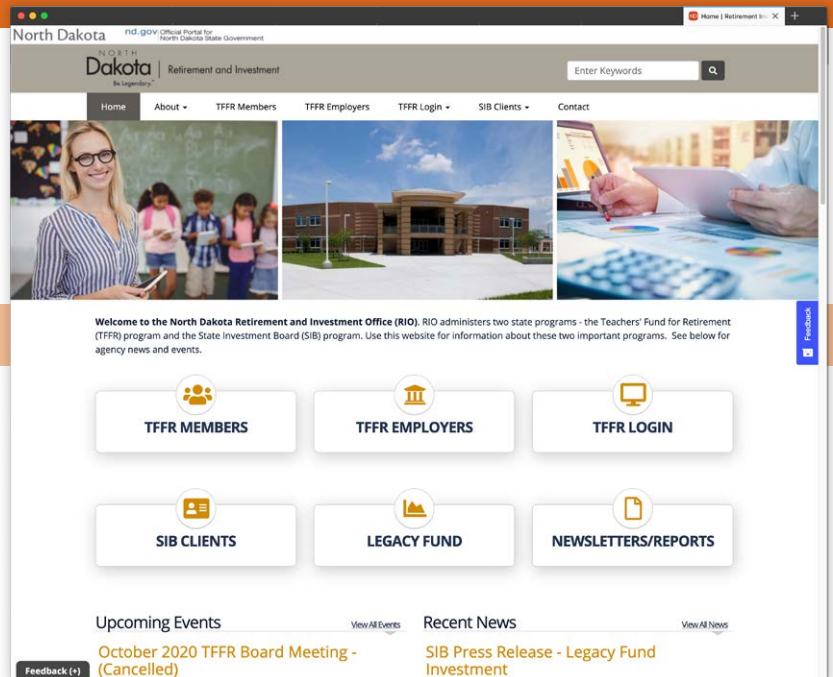 Home | Retirement Inv
North Dakota nd.gov Official Portal for
North Dakota State Government
NORTH
Dakota | Retirement and Investment
Be Legendary.™
Enter Keywords
Home About TFFR Members TFFR Employers TFFR Login SIB Clients Contact
Welcome to the North Dakota Retirement and Investment Office (RIO). RIO administers two state programs - the Teachers' Fund for Retirement
(TFFR) program and the State Investment Board (SIB) program. Use this website for information about these two important programs. See below for
agency news and events.
Feedback
TFFR MEMBERS TFFR EMPLOYERS TFFR LOGIN
SIB CLIENTS LEGACY FUND NEWSLETTERS/REPORTS
Upcoming Events View All Events Recent News View All News
October 2020 TFFR Board Meeting - SIB Press Release - Legacy Fund
(Cancelled) Investment
Feedback (+)